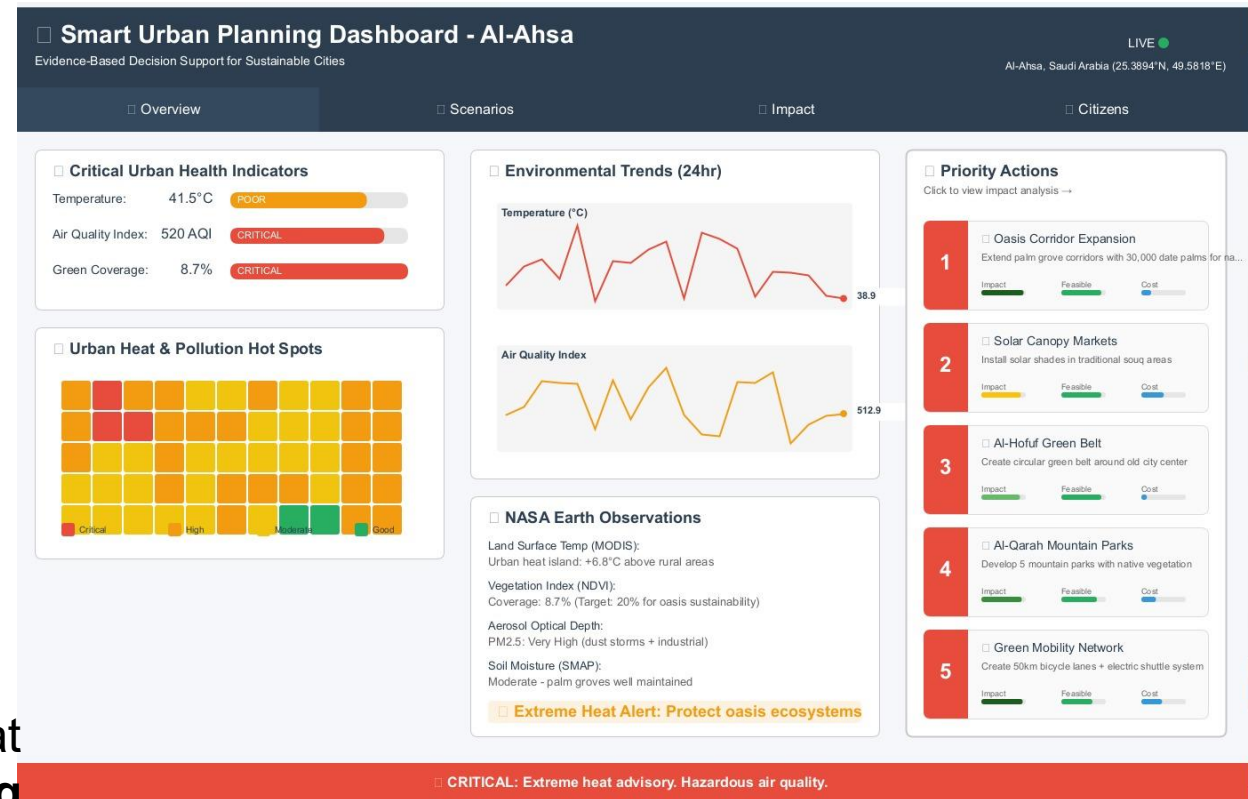 Smart Urban Planning Dashboard - Al-Ahsa
Evidence-Based Decision Support for Sustainable Cities
LIVE
Al-Ahsa, Saudi Arabia (25.3894°N, 49.5818°E)
Overview
Scenarios
Impact
Citizens
Critical Urban Health Indicators
Temperature: 41.5°C POOR
Air Quality Index: 520 AQI CRITICAL
Green Coverage: 8.7% CRITICAL
Urban Heat & Pollution Hot Spots
Critical High Moderate Good
Environmental Trends (24hr)
Temperature (°C)
38.9
Air Quality Index
512.9
NASA Earth Observations
Land Surface Temp (MODIS):
Urban heat island: +6.8°C above rural areas
Vegetation Index (NDVI):
Coverage: 8.7% (Target: 20% for oasis sustainability)
Aerosol Optical Depth:
PM2.5: Very High (dust storms + industrial)
Soil Moisture (SMAP):
Moderate - palm groves well maintained
Extreme Heat Alert: Protect oasis ecosystems
Priority Actions
Click to view impact analysis →
1
Oasis Corridor Expansion
Extend palm grove corridors with 30,000 date palms for na...
Impact Feasible Cost
2
Solar Canopy Markets
Install solar shades in traditional souq areas
Impact Feasible Cost
3
Al-Hofuf Green Belt
Create circular green belt around old city center
Impact Feasible Cost
4
Al-Qarah Mountain Parks
Develop 5 mountain parks with native vegetation
Impact Feasible Cost
5
Green Mobility Network
Create 50km bicycle lanes + electric shuttle system
Impact Feasible Cost
CRITICAL: Extreme heat advisory. Hazardous air quality.